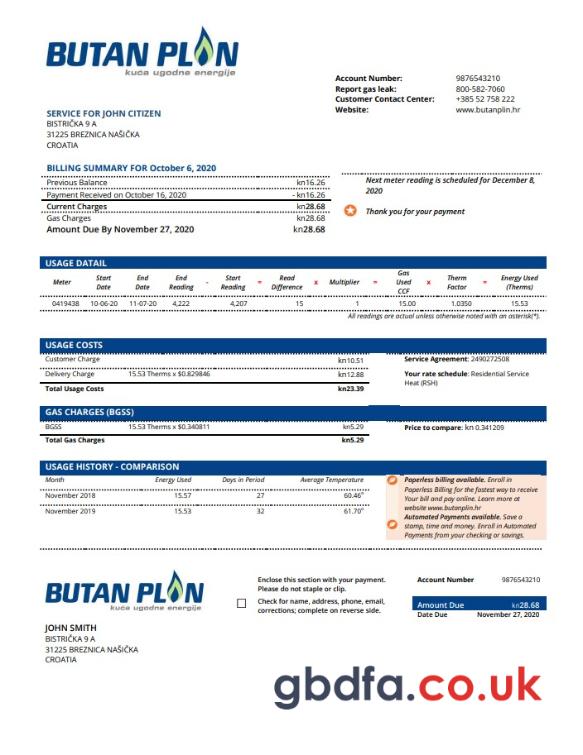 BUTAN PLIN
kuća ugodne energije
Account Number: 9876543210
Report gas leak: 800-582-7060
Customer Contact Center: +385 52 758 222
Website: www.butanplin.hr
SERVICE FOR JOHN CITIZEN
BISTRIČKA 9 A
31225 BREZNICA NAŠIČKA
CROATIA
BILLING SUMMARY FOR October 6, 2020
Previous Balance kn16.26
Payment Received on October 16, 2020 - kn16.26
Current Charges kn28.68
Gas Charges kn28.68
Amount Due By November 27, 2020 kn28.68
Next meter reading is scheduled for December 8,
2020
Thank you for your payment
USAGE DATAIL
Meter Start Date End Date End Reading - Start Reading = Read Difference x Multiplier = Gas Used CCF x Therm Factor = Energy Used (Therms)
0419438 10-06-20 11-07-20 4,222 4,207 15 1 15.00 1.0350 15.53
All readings are actual unless otherwise noted with an asterisk(*).
USAGE COSTS
Customer Charge kn10.51
Delivery Charge 15.53 Therms x $0.829846 kn12.88
Total Usage Costs kn23.39
Service Agreement: 2490272508
Your rate schedule: Residential Service
Heat (RSH)
GAS CHARGES (BGSS)
BGSS 15.53 Therms x $0.340811 kn5.29
Total Gas Charges kn5.29
Price to compare: kn 0.341209
USAGE HISTORY - COMPARISON
Month Energy Used Days in Period Average Temperature
November 2018 15.57 27 60.46°
November 2019 15.53 32 61.70°
Paperless billing available. Enroll in
Paperless Billing for the fastest way to receive
Your bill and pay online. Learn more at
website www.butanplin.hr
Automated Payments available. Save a
stamp, time and money. Enroll in Automated
Payments from your checking or savings.
BUTAN PLIN
kuća ugodne energije
Enclose this section with your payment.
Please do not staple or clip.
Check for name, address, phone, email,
corrections; complete on reverse side.
Account Number 9876543210
Amount Due kn28.68
Date Due November 27, 2020
JOHN SMITH
BISTRIČKA 9 A
31225 BREZNICA NAŠIČKA
CROATIA
gbdfa.co.uk